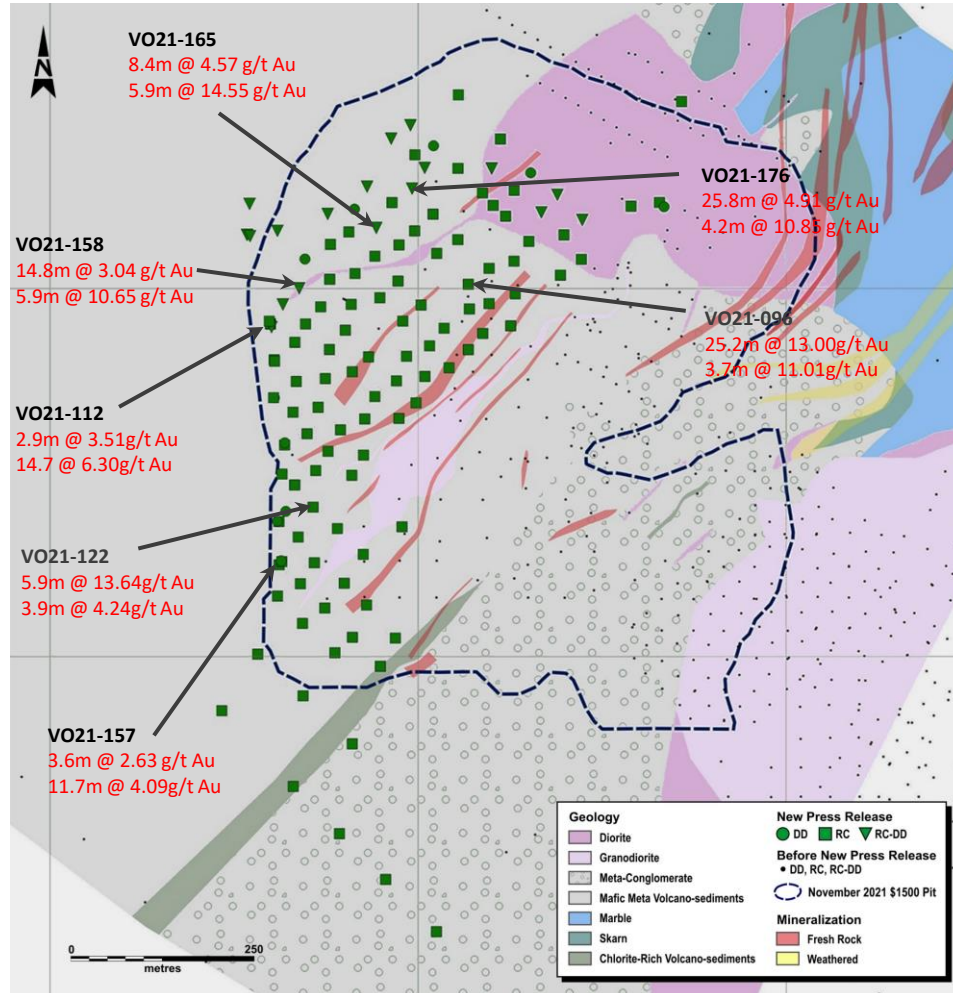 N
VO21-165
8.4m @ 4.57 g/t Au
5.9m @ 14.55 g/t Au
VO21-176
25.8m @ 4.91 g/t Au
4.2m @ 10.85 g/t Au
VO21-158
14.8m @ 3.04 g/t Au
5.9m @ 10.65 g/t Au
VO21-096
25.2m @ 13.00g/t Au
3.7m @ 11.01g/t Au
VO21-112
2.9m @ 3.51g/t Au
14.7 @ 6.30g/t Au
VO21-122
5.9m @ 13.64g/t Au
3.9m @ 4.24g/t Au
VO21-157
3.6m @ 2.63 g/t Au
11.7m @ 4.09g/t Au
0 250
metres
Geology
Diorite
Granodiorite
Meta-Conglomerate
Mafic Meta Volcano-sediments
Marble
Skarn
Chlorite-Rich Volcano-sediments
New Press Release
DD RC RC-DD
Before New Press Release
DD, RC, RC-DD
November 2021 $1500 Pit
Mineralization
Fresh Rock
Weathered